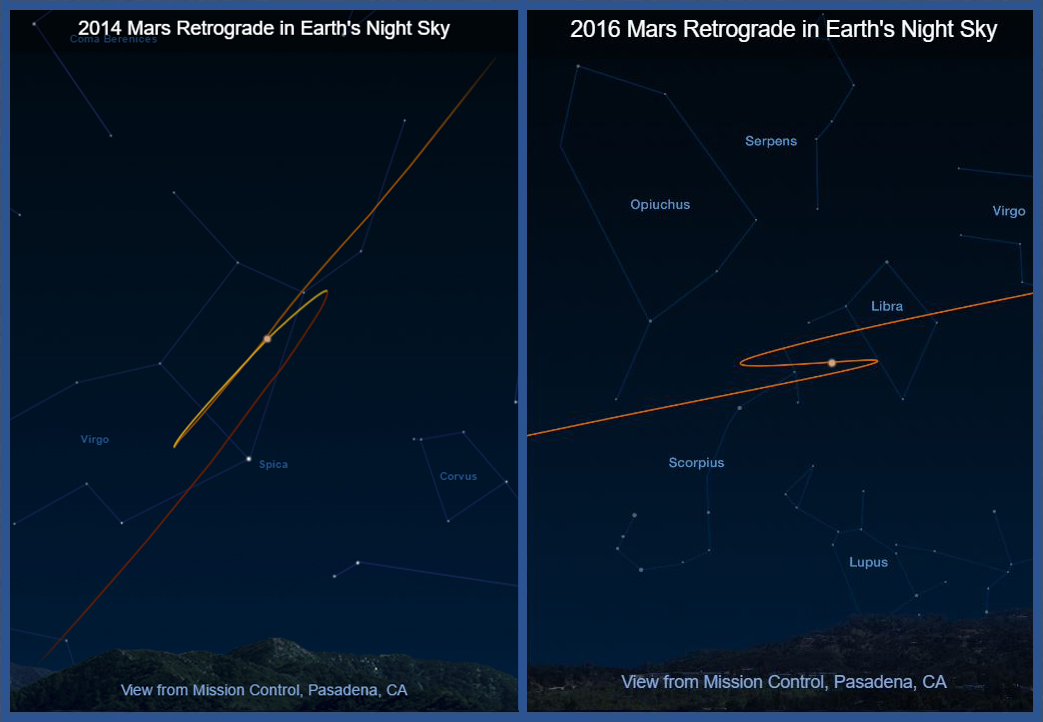 2014 Mars Retrograde in Earth's Night Sky
Coma Berenices
Virgo
Spica
Corvus
View from Mission Control, Pasadena, CA
2016 Mars Retrograde in Earth's Night Sky
Serpens
Opiuchus
Virgo
Libra
Scorpius
Lupus
View from Mission Control, Pasadena, CA